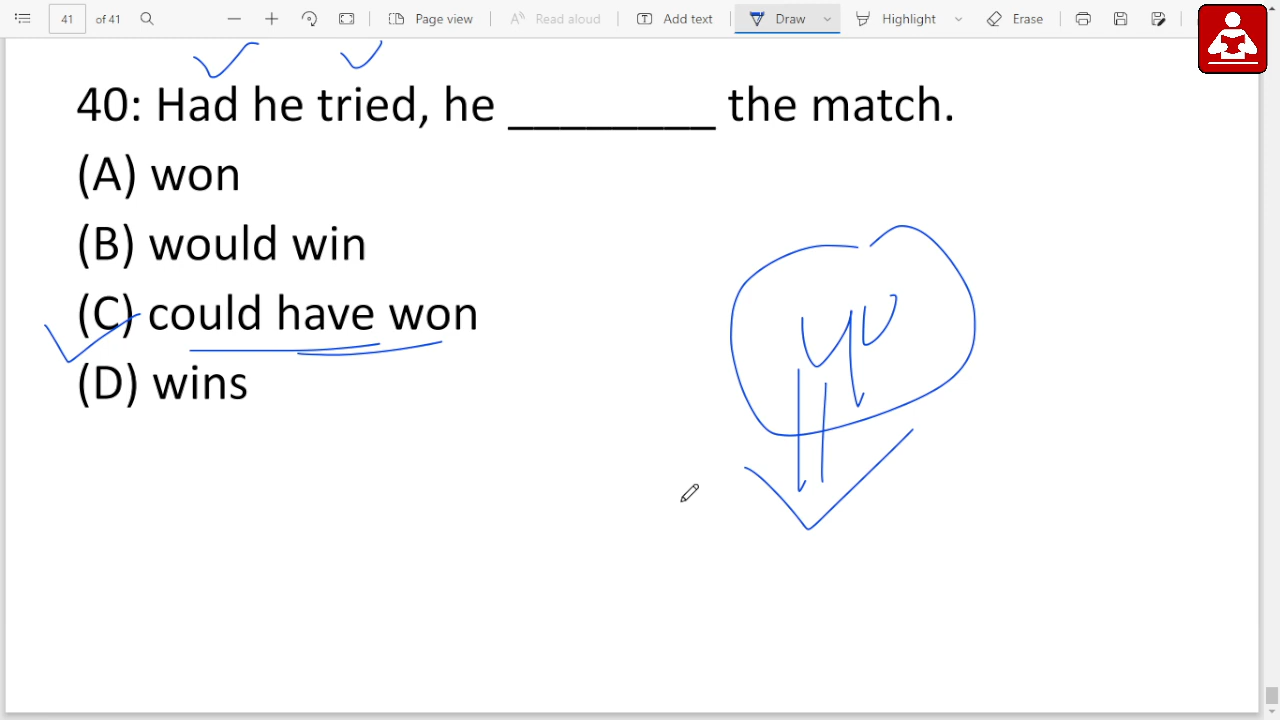 41 of 41 Page view Read aloud Add text Draw Highlight Erase
40: Had he tried, he ________ the match.
(A) won
(B) would win
(C) could have won
40
(D) wins